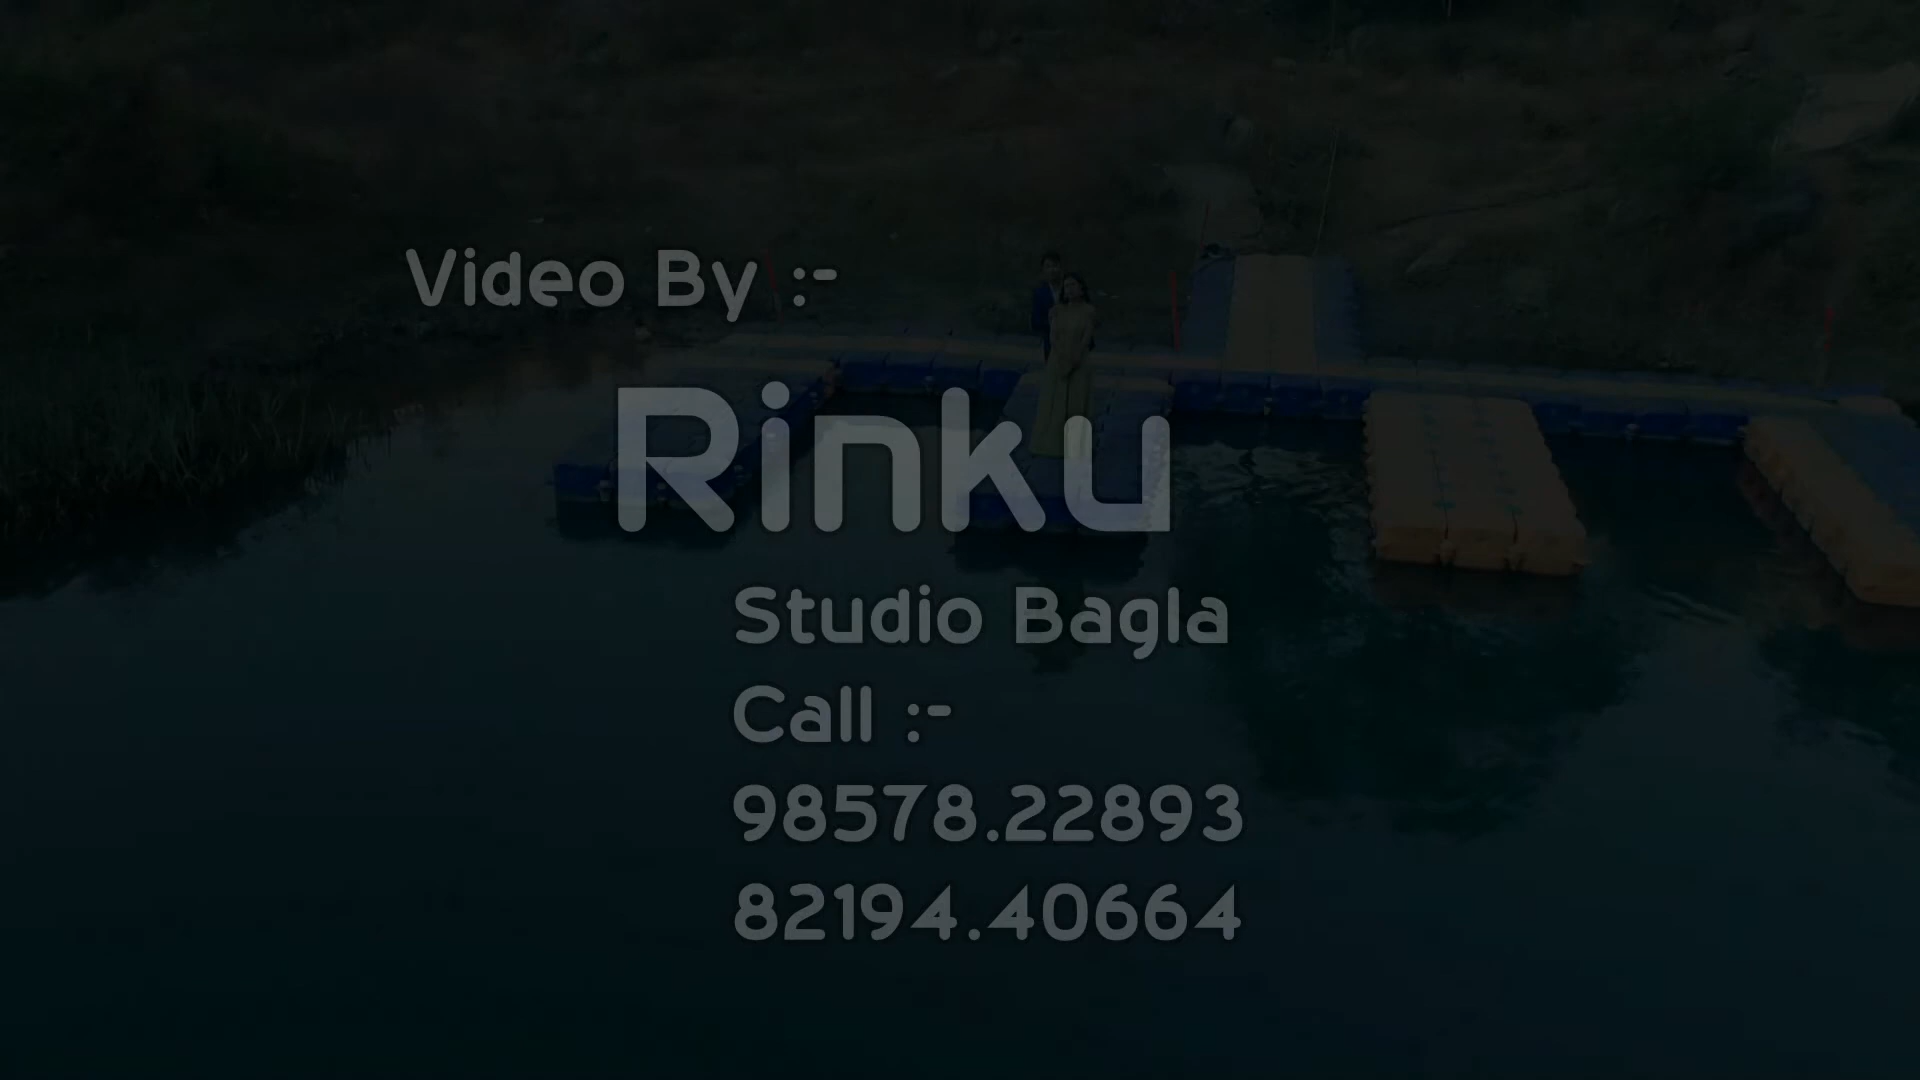 Video By :-
Rinku
Studio Bagla
Call :-
98578.22893
82194.40664